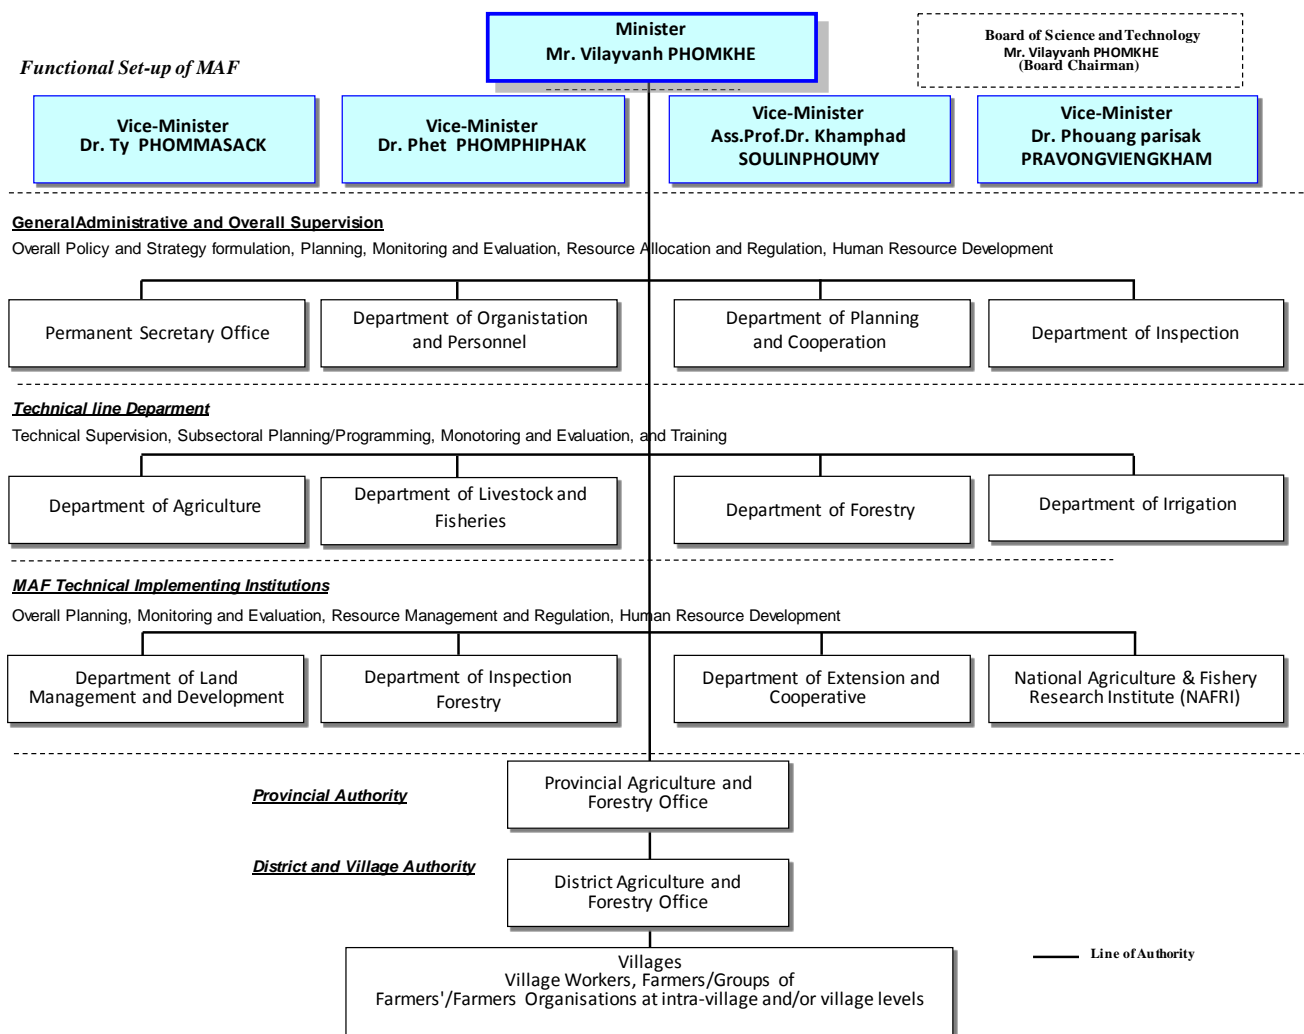 Minister
Mr. Vilayvanh PHOMKHE
Board of Science and Technology
Mr. Vilayvanh PHOMKHE
(Board Chairman)
Functional Set-up of MAF
Vice-Minister
Dr. Ty PHOMMASACK
Vice-Minister
Dr. Phet PHOMPHIPHAK
Vice-Minister
Ass.Prof.Dr. Khamphad
SOULINPHOUMY
Vice-Minister
Dr. Phouang parisak
PRAVONGVIENGKHAM
GeneralAdministrative and Overall Supervision
Overall Policy and Strategy formulation, Planning, Monitoring and Evaluation, Resource Allocation and Regulation, Human Resource Development
Permanent Secretary Office
Department of Organistation
and Personnel
Department of Planning
and Cooperation
Department of Inspection
Technical line Deparment
Technical Supervision, Subsectoral Planning/Programming, Monotoring and Evaluation, and Training
Department of Agriculture
Department of Livestock and
Fisheries
Department of Forestry
Department of Irrigation
MAF Technical Implementing Institutions
Overall Planning, Monitoring and Evaluation, Resource Management and Regulation, Human Resource Development
Department of Land
Management and Development
Department of Inspection
Forestry
Department of Extension and
Cooperative
National Agriculture & Fishery
Research Institute (NAFRI)
Provincial Authority
Provincial Agriculture and
Forestry Office
District and Village Authority
District Agriculture and
Forestry Office
Villages
Village Workers, Farmers/Groups of
Farmers'/Farmers Organisations at intra-village and/or village levels
Line of Authority